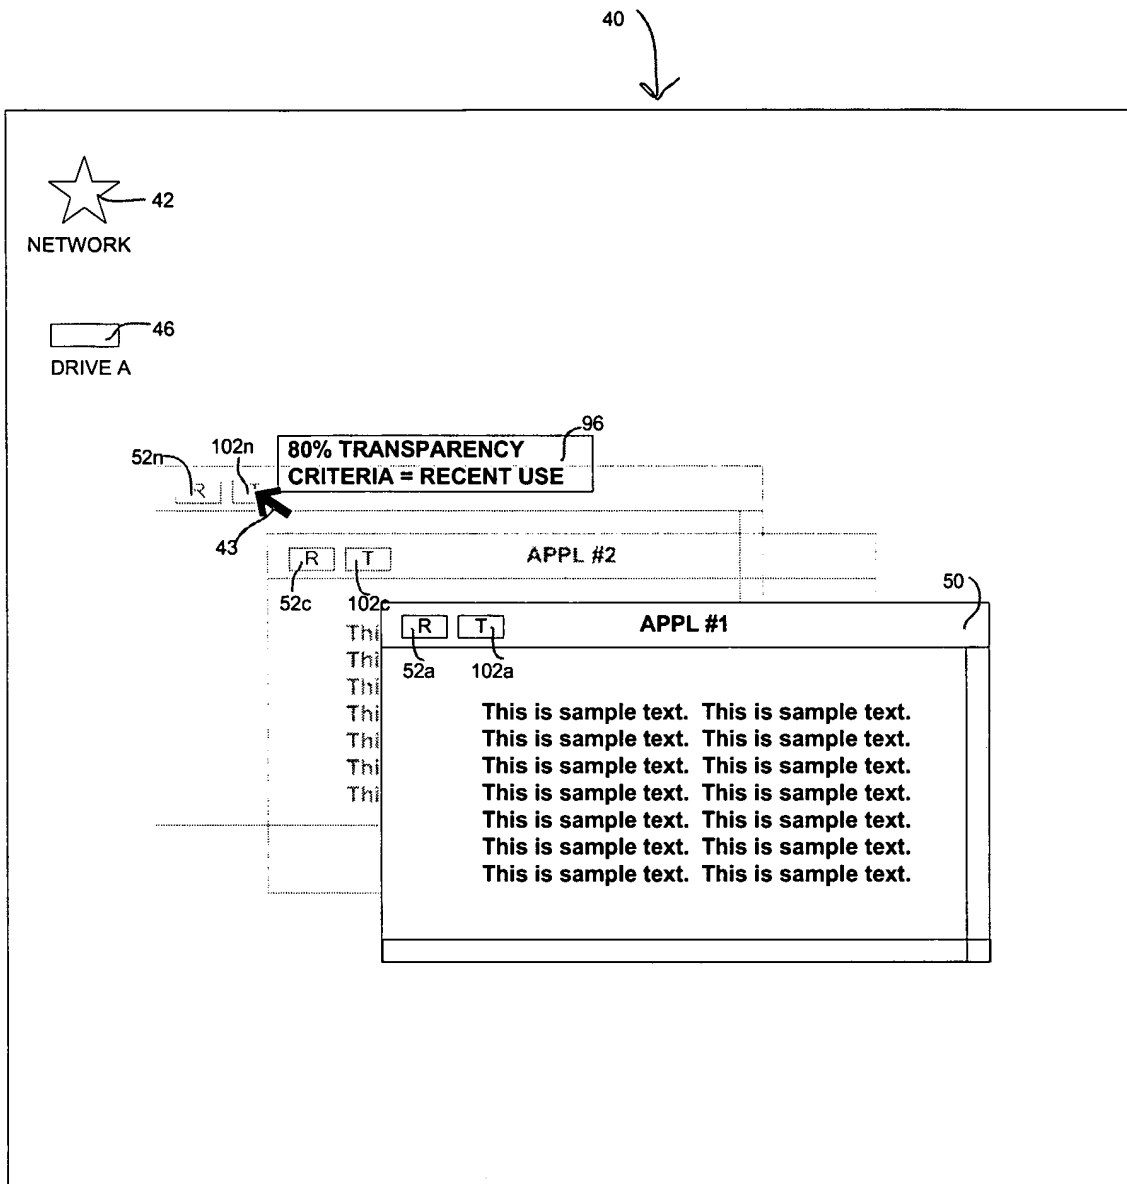 40
42
NETWORK
46
DRIVE A
96
102n
52n
80% TRANSPARENCY
CRITERIA = RECENT USE
R
43
R T APPL #2
50
52c 102c
R T APPL #1
52a 102a
Thi
Thi
Thi
Thi
Thi
Thi
Thi
This is sample text. This is sample text.
This is sample text. This is sample text.
This is sample text. This is sample text.
This is sample text. This is sample text.
This is sample text. This is sample text.
This is sample text. This is sample text.
This is sample text. This is sample text.